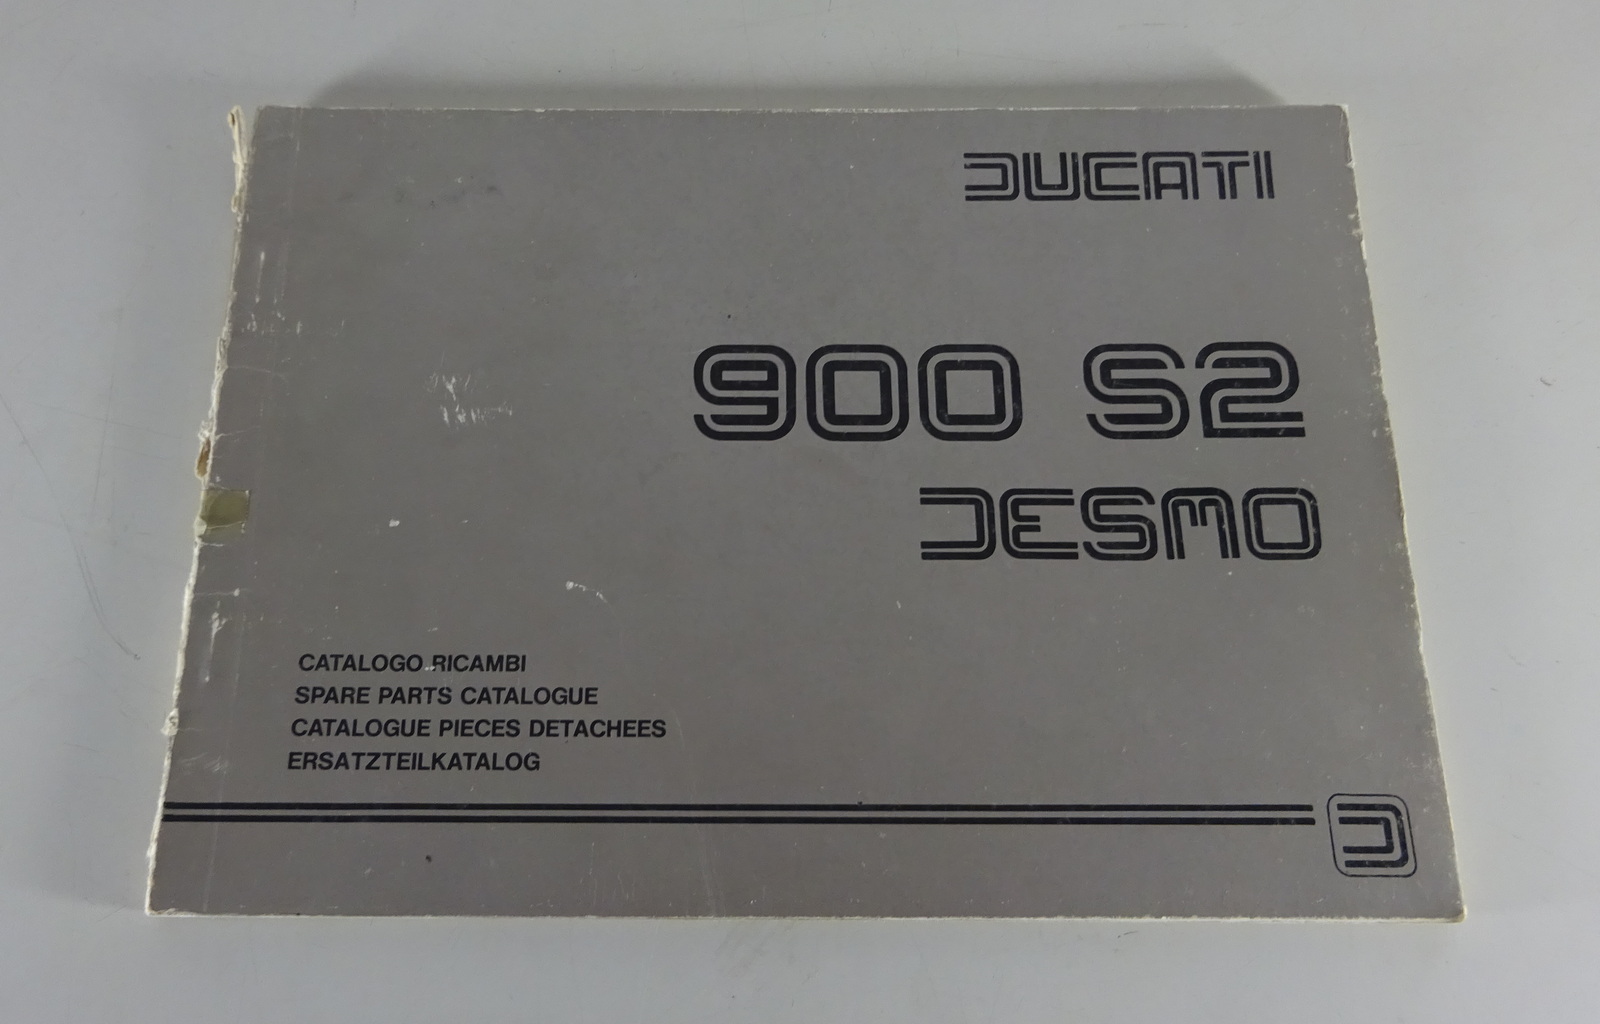 DUCATI
900 S2
DESMO
CATALOGO RICAMBI
SPARE PARTS CATALOGUE
CATALOGUE PIECES DETACHEES
ERSATZTEILKATALOG
D